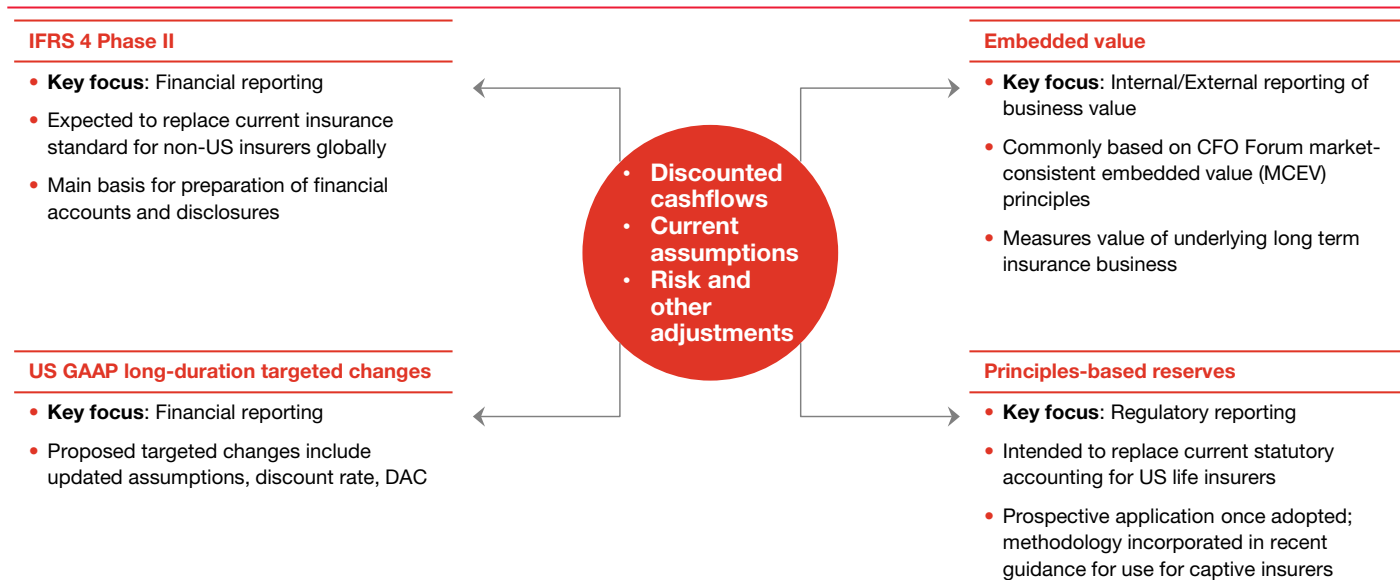 IFRS 4 Phase II
• Key focus: Financial reporting
• Expected to replace current insurance
standard for non-US insurers globally
• Main basis for preparation of financial
accounts and disclosures
Embedded value
• Key focus: Internal/External reporting of
business value
• Commonly based on CFO Forum market-
consistent embedded value (MCEV)
principles
• Measures value of underlying long term
insurance business
• Discounted
cashflows
• Current
assumptions
• Risk and
other
adjustments
US GAAP long-duration targeted changes
• Key focus: Financial reporting
• Proposed targeted changes include
updated assumptions, discount rate, DAC
Principles-based reserves
• Key focus: Regulatory reporting
• Intended to replace current statutory
accounting for US life insurers
• Prospective application once adopted;
methodology incorporated in recent
guidance for use for captive insurers